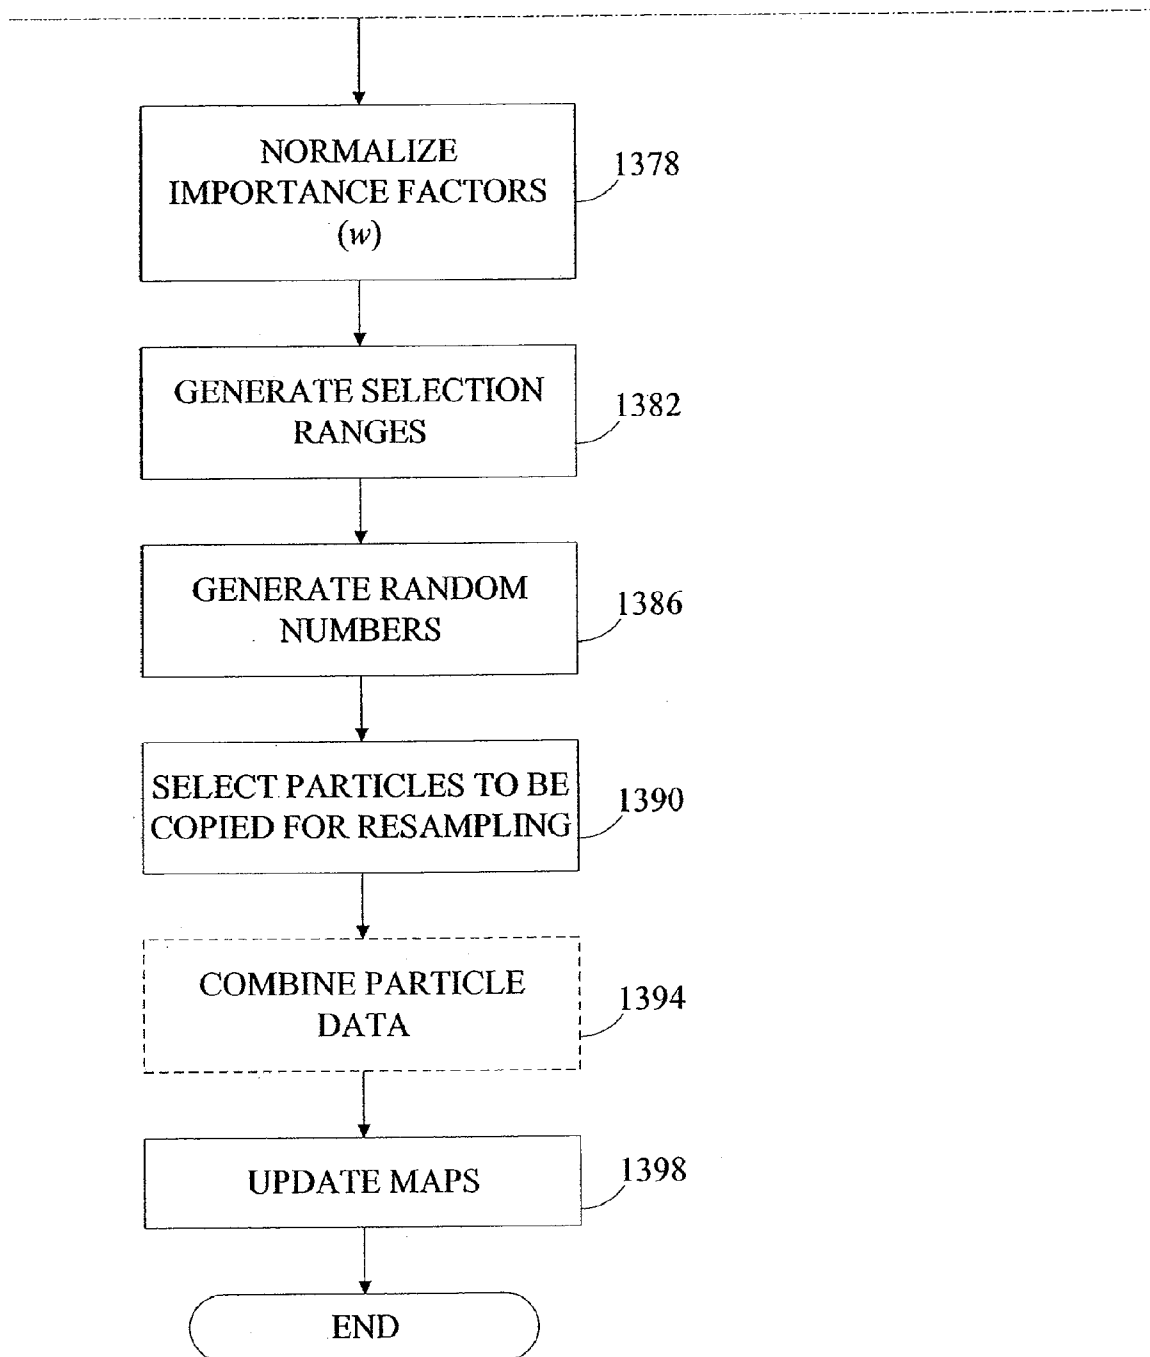 NORMALIZE
IMPORTANCE FACTORS
(w)
1378
GENERATE SELECTION
RANGES
1382
GENERATE RANDOM
NUMBERS
1386
SELECT PARTICLES TO BE
COPIED FOR RESAMPLING
1390
COMBINE PARTICLE
DATA
1394
UPDATE MAPS
1398
END